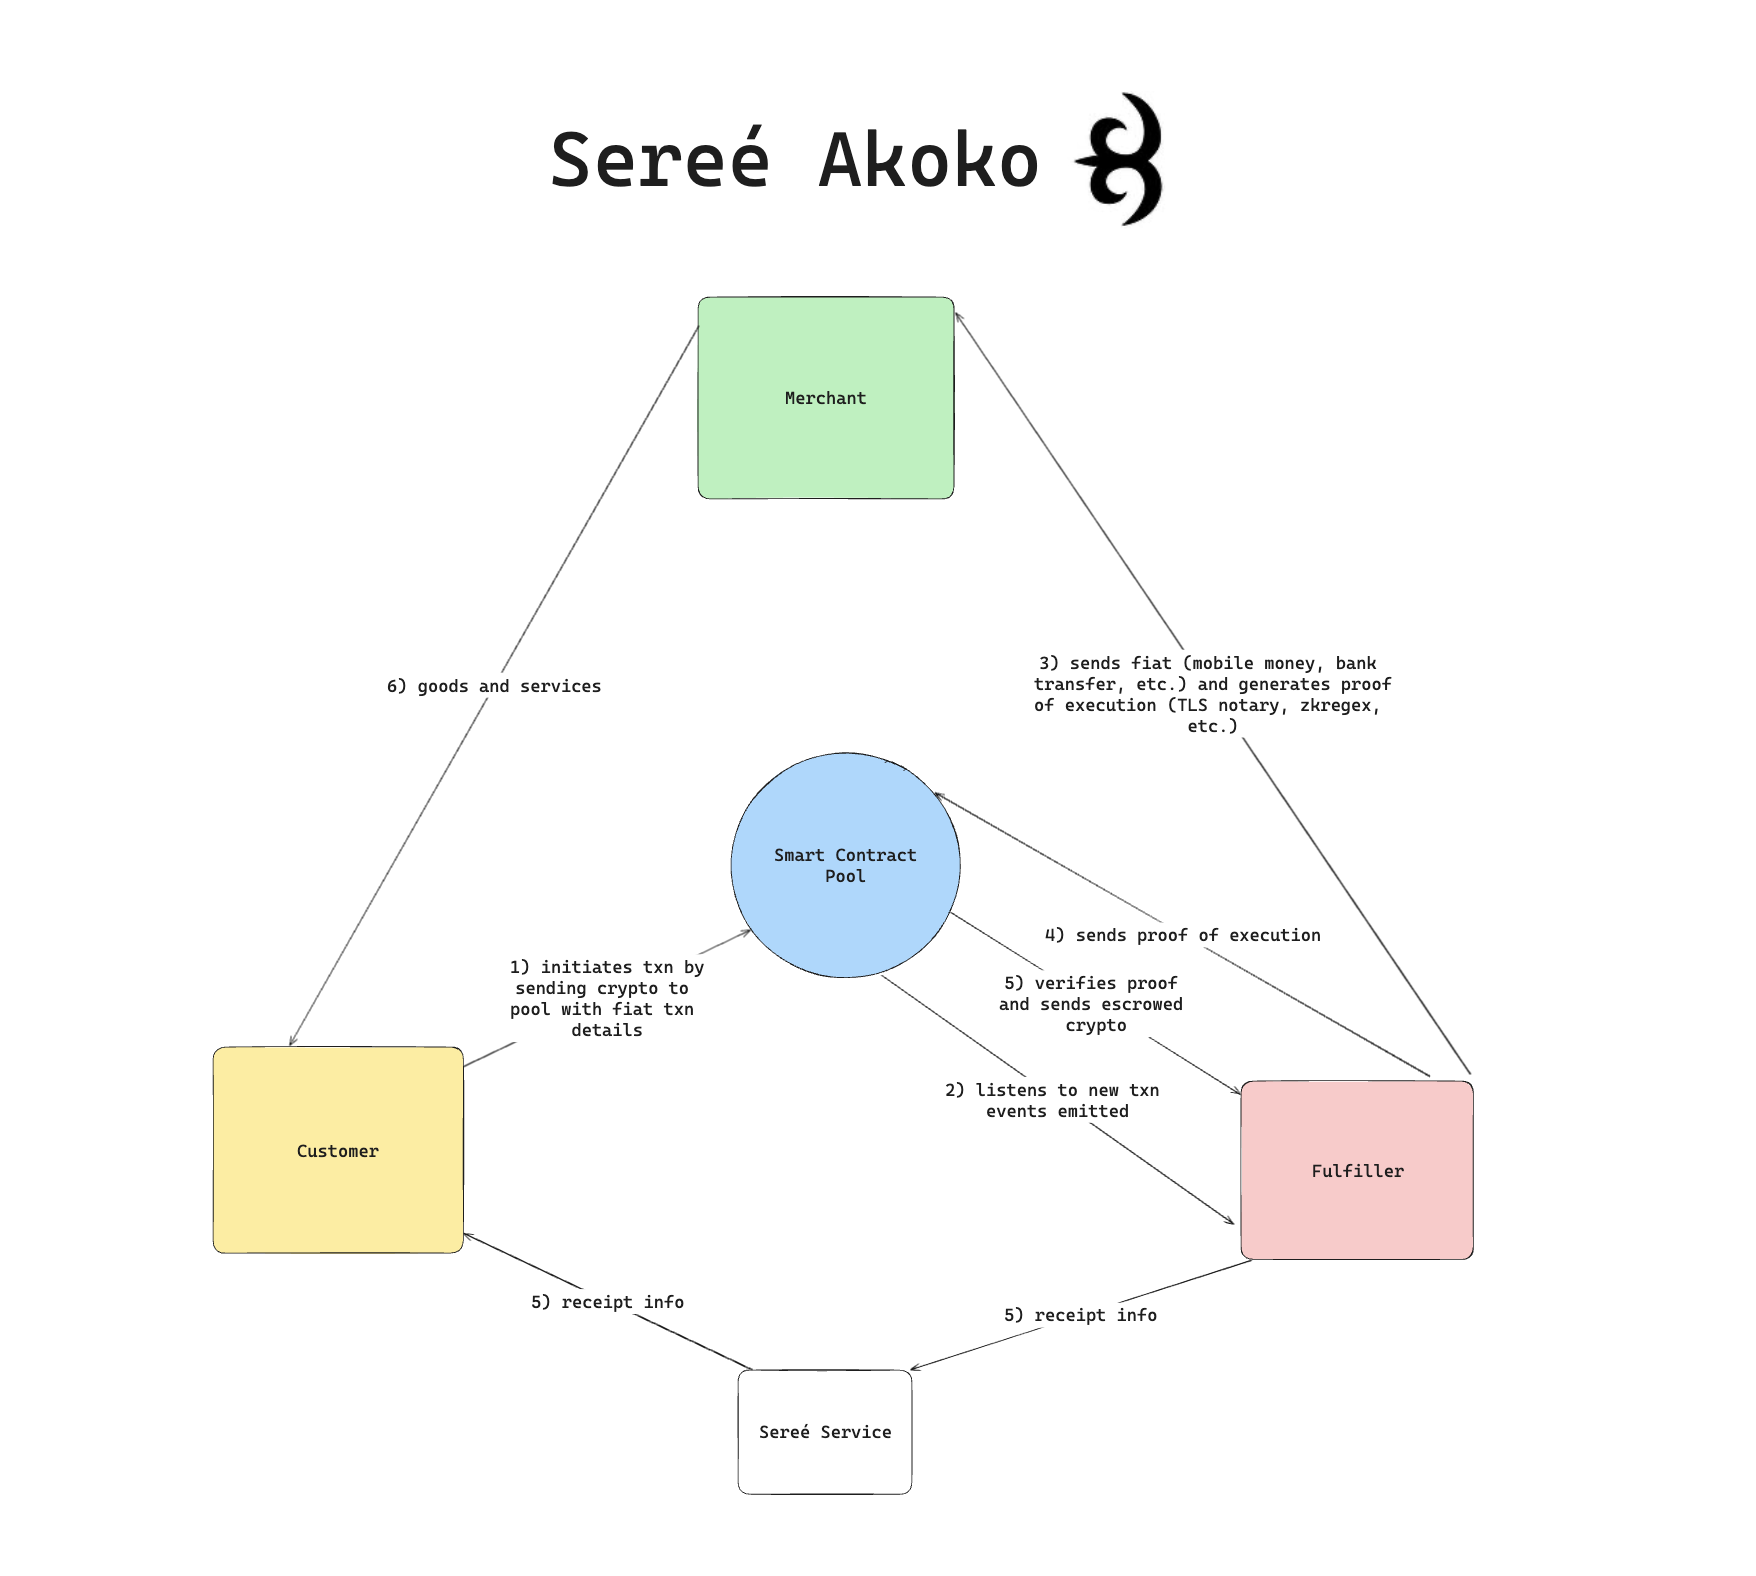 Sereé Akoko
Merchant
6) goods and services
3) sends fiat (mobile money, bank
transfer, etc.) and generates proof
of execution (TLS notary, zkregex,
etc.)
Smart Contract
Pool
4) sends proof of execution
1) initiates txn by
sending crypto to
pool with fiat txn
details
5) verifies proof
and sends escrowed
crypto
2) listens to new txn
events emitted
Customer
Fulfiller
5) receipt info
5) receipt info
Sereé Service